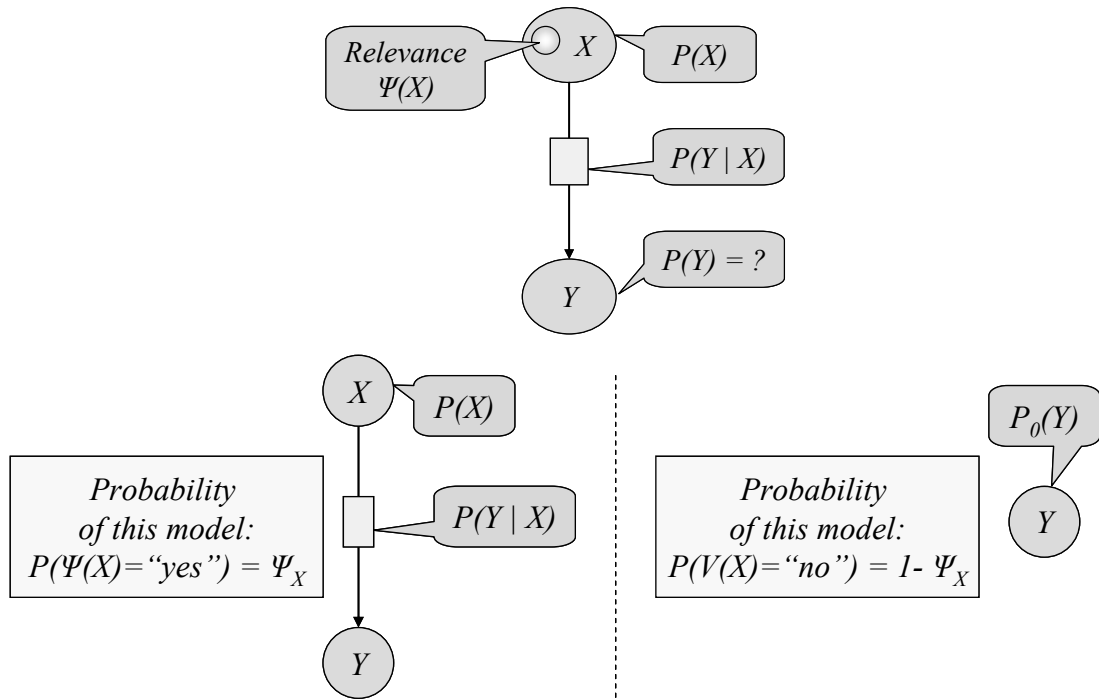 Relevance
Ψ(X)
X
P(X)
P(Y | X)
P(Y) = ?
Y
X
P(X)
Probability
of this model:
P(Ψ(X)=“yes”) = Ψ_X
P(Y | X)
Y
P_0(Y)
Probability
of this model:
P(V(X)=“no”) = 1- Ψ_X
Y